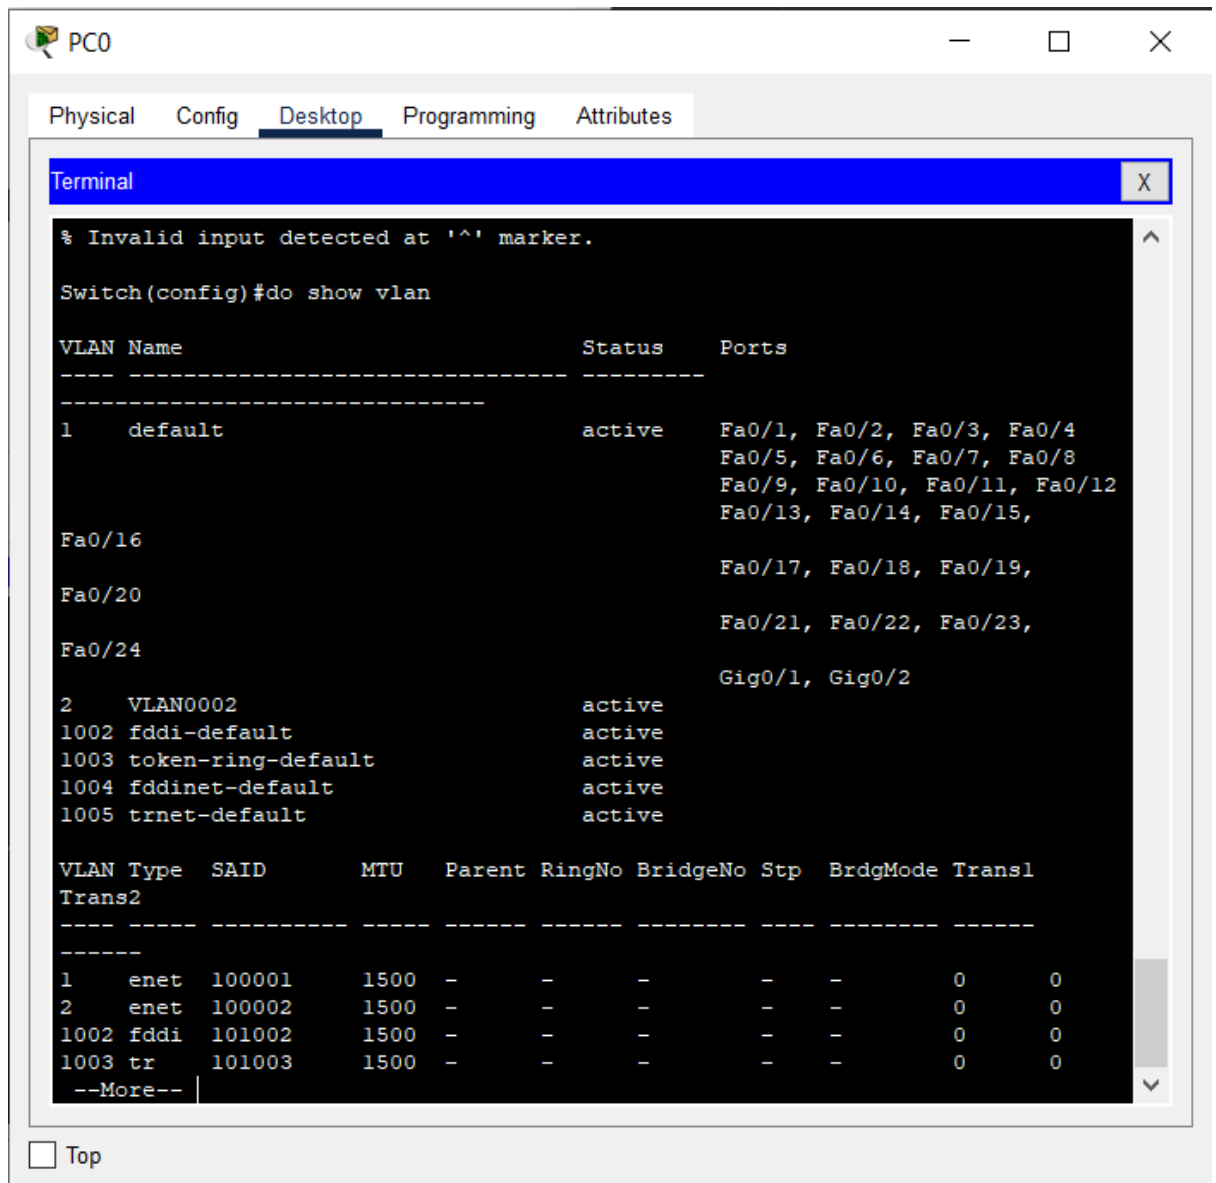 PC0
Physical Config Desktop Programming Attributes
Terminal X
% Invalid input detected at '^' marker.
Switch(config)#do show vlan
VLAN Name Status Ports
---- -------------------------------- ---------
-------------------------------
1 default active Fa0/1, Fa0/2, Fa0/3, Fa0/4
Fa0/5, Fa0/6, Fa0/7, Fa0/8
Fa0/9, Fa0/10, Fa0/11, Fa0/12
Fa0/13, Fa0/14, Fa0/15,
Fa0/16
Fa0/17, Fa0/18, Fa0/19,
Fa0/20
Fa0/21, Fa0/22, Fa0/23,
Fa0/24
Gig0/1, Gig0/2
2 VLAN0002 active
1002 fddi-default active
1003 token-ring-default active
1004 fddinet-default active
1005 trnet-default active
VLAN Type SAID MTU Parent RingNo BridgeNo Stp BrdgMode Trans1
Trans2
---- ----- ---------- ----- ------ ------ -------- ---- -------- ------
------
1 enet 100001 1500 - - - - - 0 0
2 enet 100002 1500 - - - - - 0 0
1002 fddi 101002 1500 - - - - - 0 0
1003 tr 101003 1500 - - - - - 0 0
--More--
Top